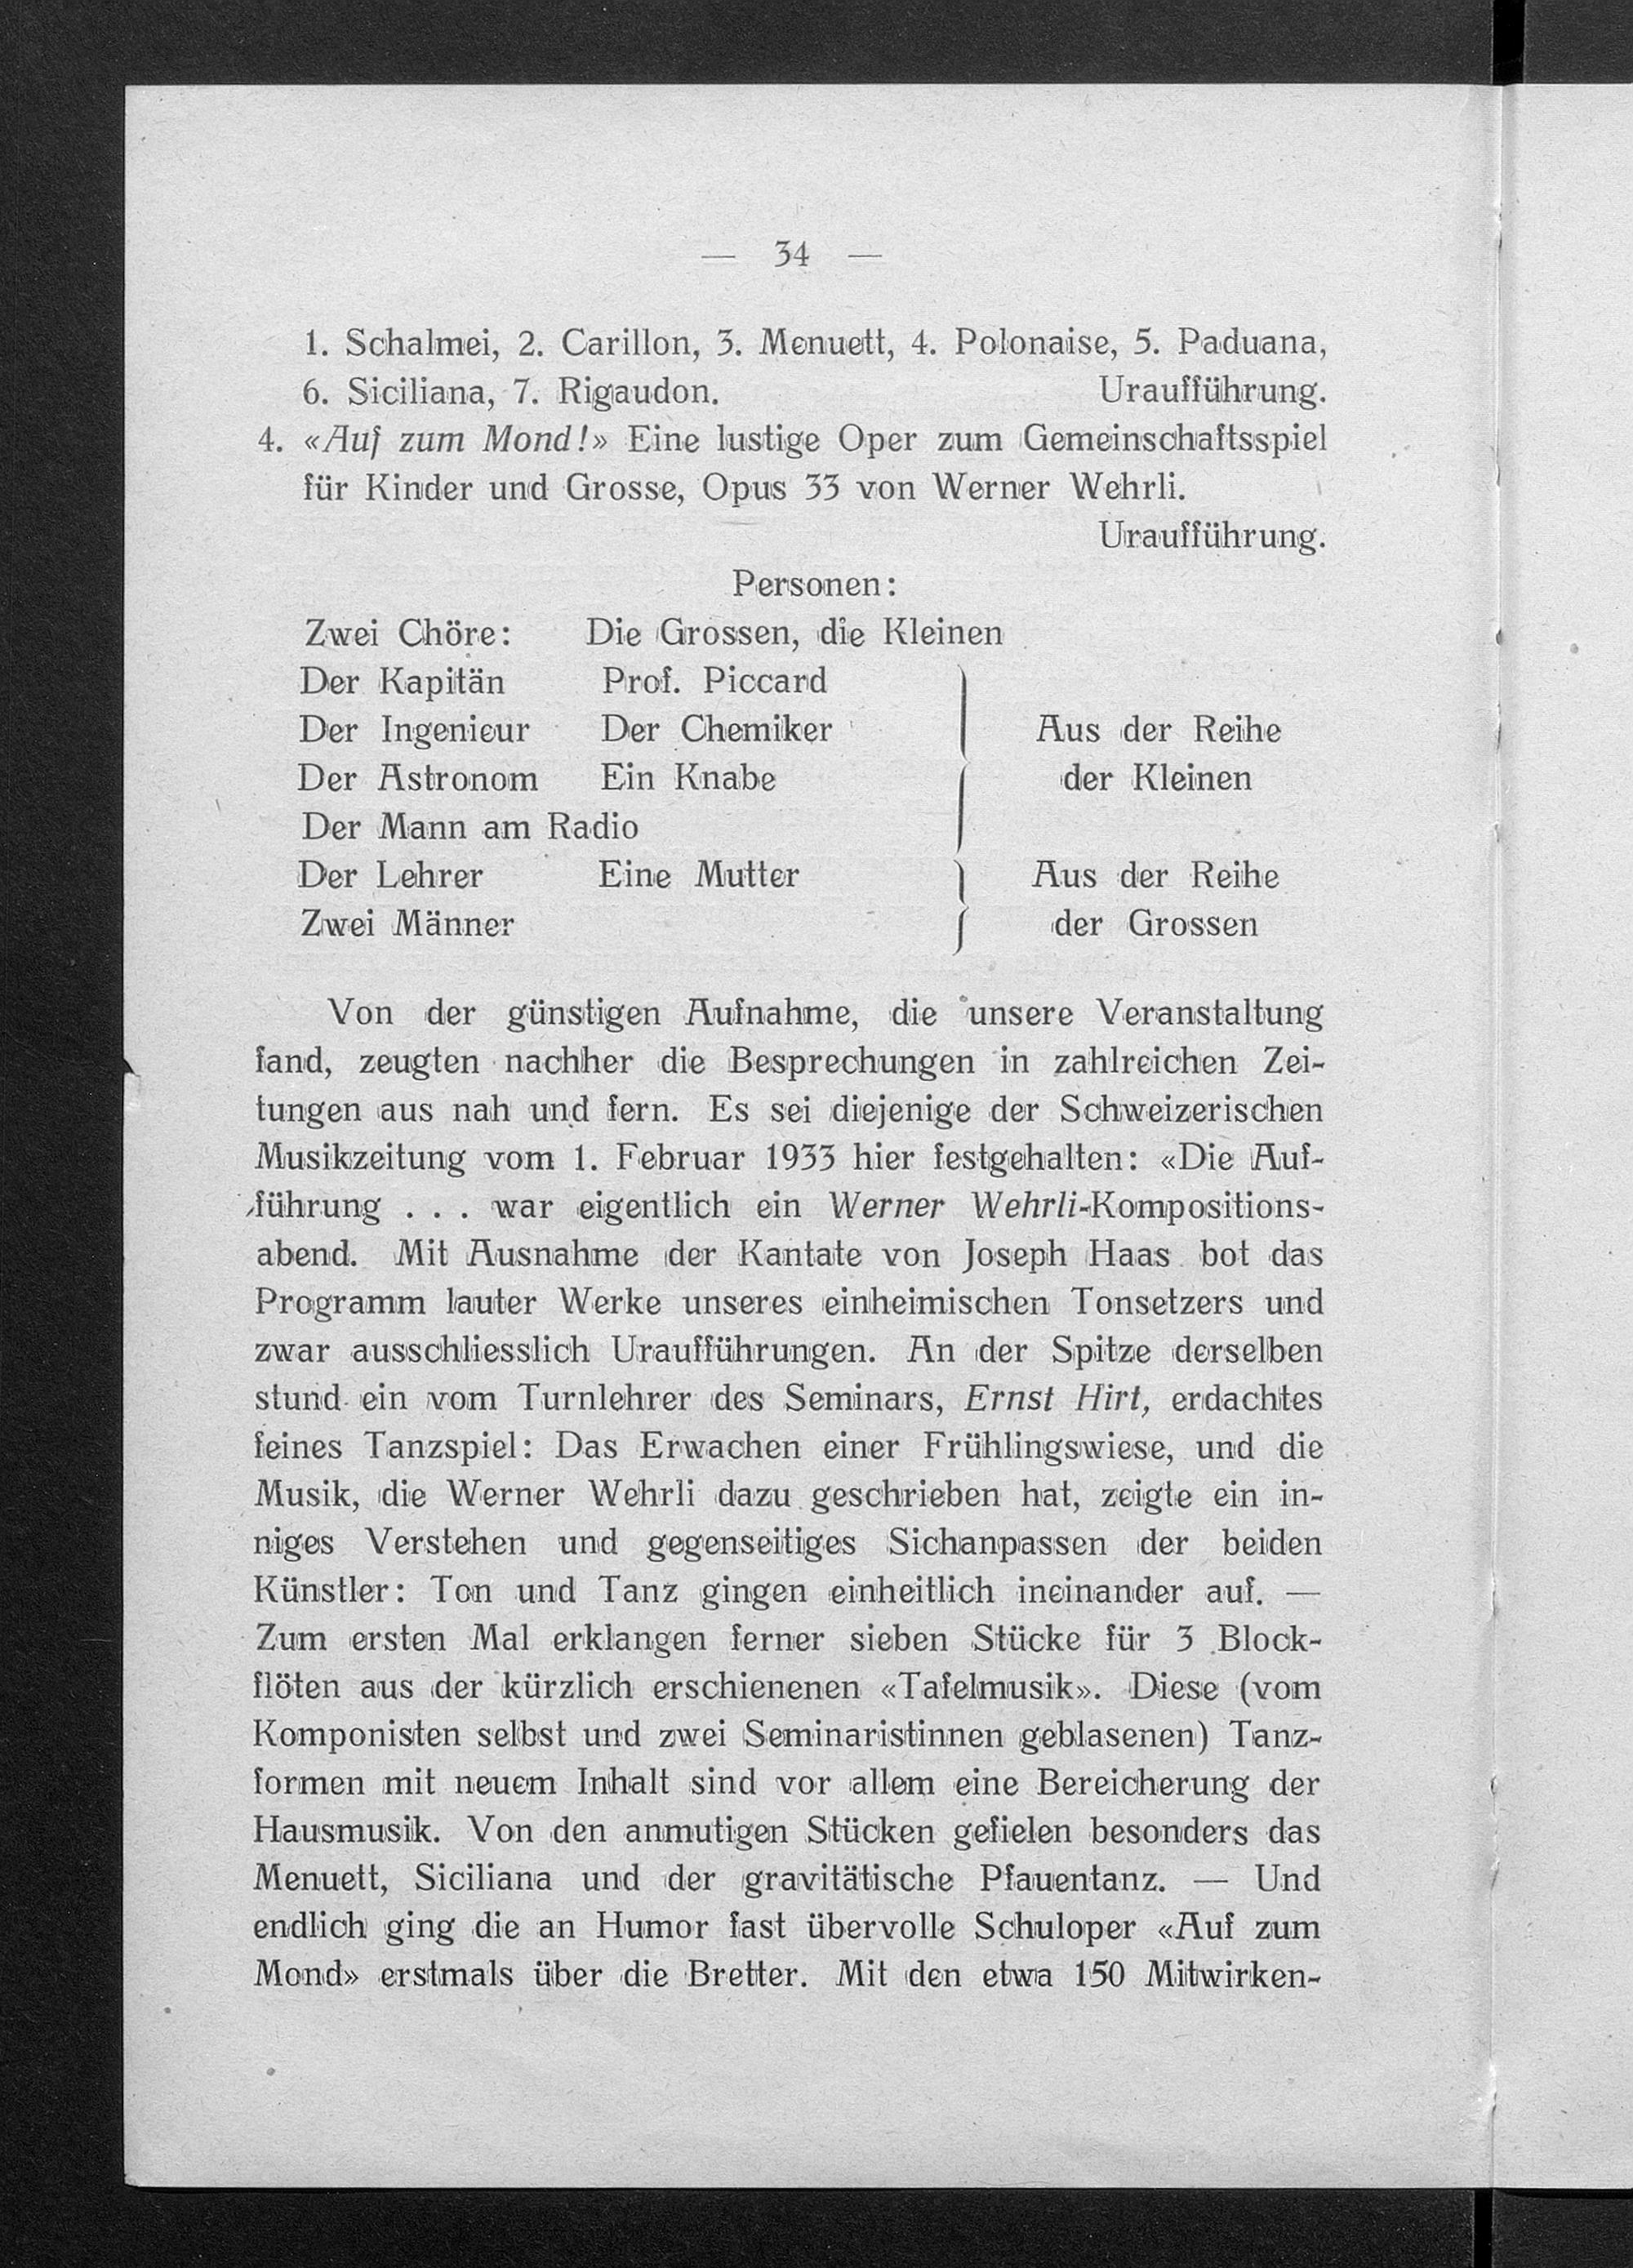 — 34 —
1. Schalmei, 2. Carillon, 3. Menuett, 4. Polonaise, 5. Paduana,
6. Siciliana, 7. Rigaudon. Uraufführung.
4. «Auf zum Mond!» Eine lustige Oper zum Gemeinschaftsspiel
für Kinder und Grosse, Opus 33 von Werner Wehrli.
Uraufführung.
Personen:
Zwei Chöre: Die Grossen, die Kleinen
Der Kapitän Prof. Piccard
Der Ingenieur Der Chemiker Aus der Reihe
Der Astronom Ein Knabe der Kleinen
Der Mann am Radio
Der Lehrer Eine Mutter Aus der Reihe
Zwei Männer der Grossen
Von der günstigen Aufnahme, die unsere Veranstaltung
fand, zeugten nachher die Besprechungen in zahlreichen Zei-
tungen aus nah und fern. Es sei diejenige der Schweizerischen
Musikzeitung vom 1. Februar 1933 hier festgehalten: «Die Auf-
führung . . . war eigentlich ein Werner Wehrli-Kompositions-
abend. Mit Ausnahme der Kantate von Joseph Haas bot das
Programm lauter Werke unseres einheimischen Tonsetzers und
zwar ausschliesslich Uraufführungen. An der Spitze derselben
stund ein vom Turnlehrer des Seminars, Ernst Hirt, erdachtes
feines Tanzspiel: Das Erwachen einer Frühlingswiese, und die
Musik, die Werner Wehrli dazu geschrieben hat, zeigte ein in-
niges Verstehen und gegenseitiges Sichanpassen der beiden
Künstler: Ton und Tanz gingen einheitlich ineinander auf. —
Zum ersten Mal erklangen ferner sieben Stücke für 3 Block-
flöten aus der kürzlich erschienenen «Tafelmusik». Diese (vom
Komponisten selbst und zwei Seminaristinnen geblasenen) Tanz-
formen mit neuem Inhalt sind vor allem eine Bereicherung der
Hausmusik. Von den anmutigen Stücken gefielen besonders das
Menuett, Siciliana und der gravitätische Pfauentanz. — Und
endlich ging die an Humor fast übervolle Schuloper «Auf zum
Mond» erstmals über die Bretter. Mit den etwa 150 Mitwirken-